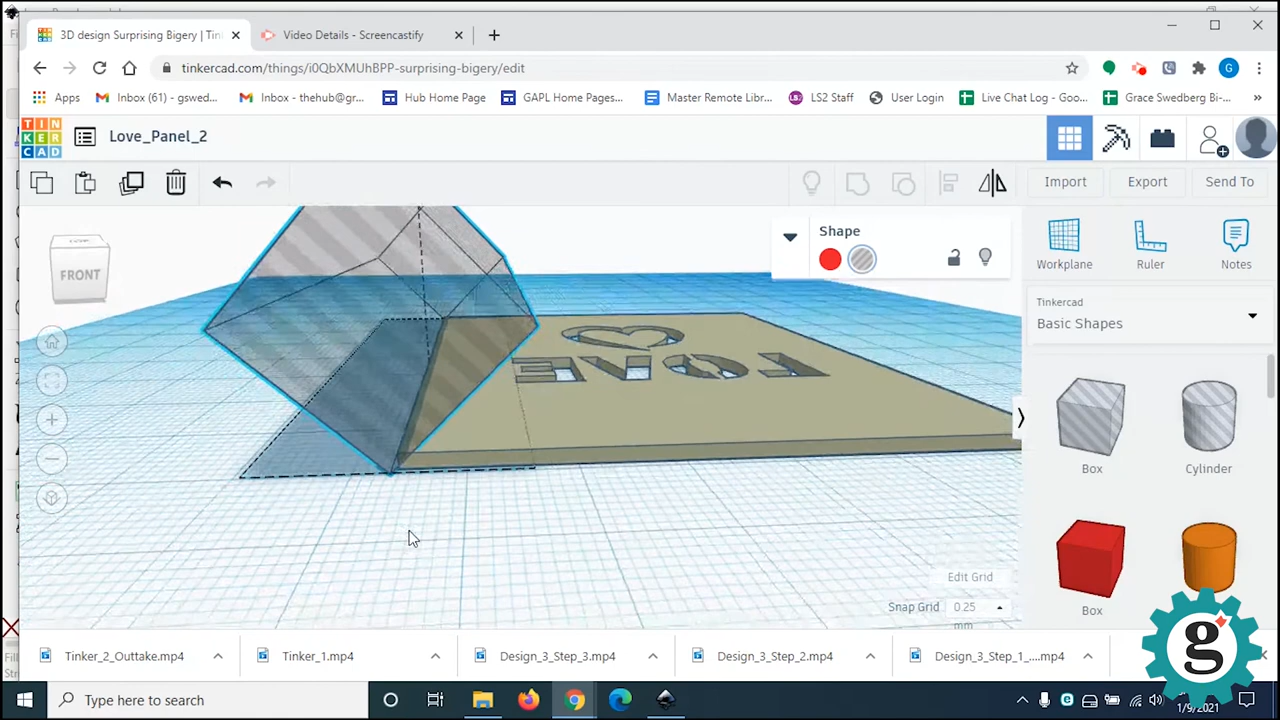 3D design Surprising Bigery | Tin
Video Details - Screencastify
tinkercad.com/things/i0QbXMUhBPP-surprising-bigery/edit
G
Apps
Inbox (61) - gswed...
Inbox - thehub@gr...
Hub Home Page
GAPL Home Pages...
Master Remote Libr...
LS2 Staff
User Login
Live Chat Log - Goo...
Grace Swedberg Bi-...
TIN
KER
CAD
Love_Panel_2
Import
Export
Send To
FRONT
Shape
Workplane
Ruler
Notes
Tinkercad
Basic Shapes
LOVE
Box
Cylinder
Box
Edit Grid
Snap Grid
0.25
mm
g
Tinker_2_Outtake.mp4
Tinker_1.mp4
Design_3_Step_3.mp4
Design_3_Step_2.mp4
Design_3_Step_1_....mp4
Type here to search
1/9/2021